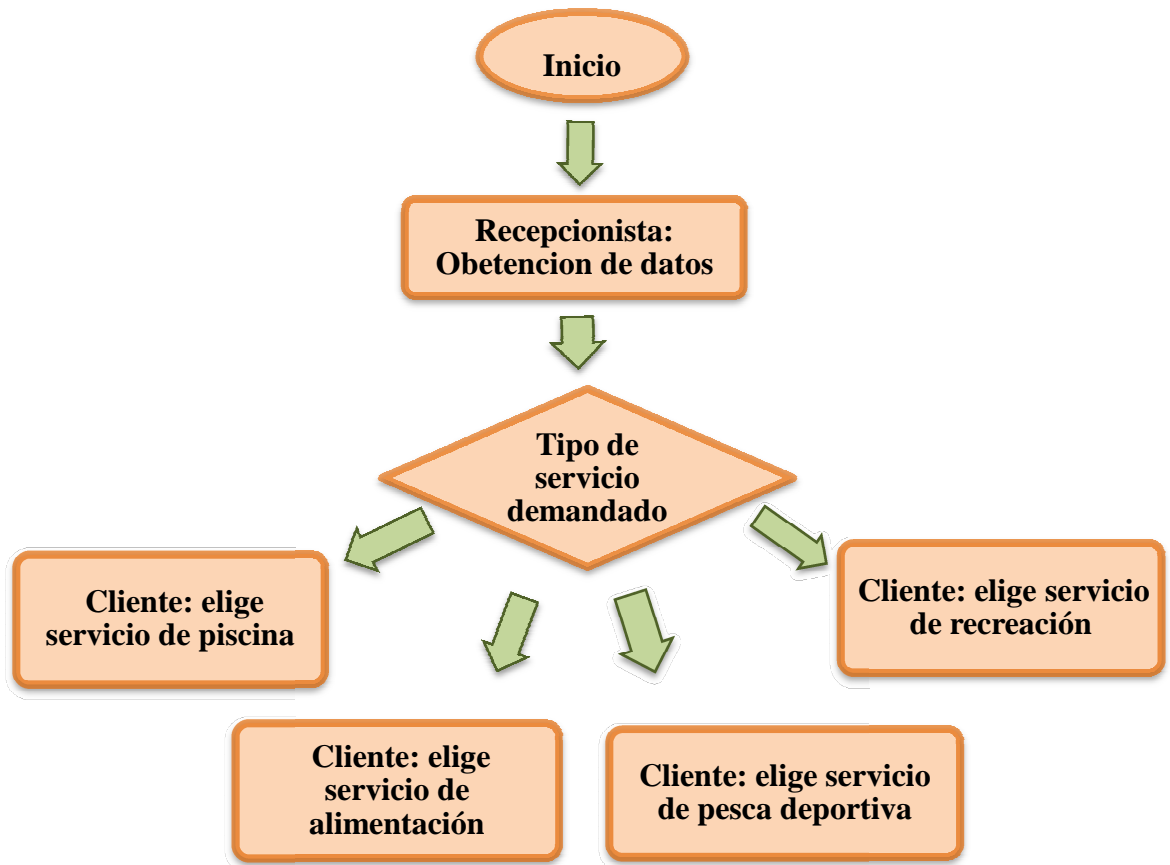 Inicio
Recepcionista:
Obetencion de datos
Tipo de
servicio
demandado
Cliente: elige
servicio de piscina
Cliente: elige servicio
de recreación
Cliente: elige
servicio de
alimentación
Cliente: elige servicio
de pesca deportiva